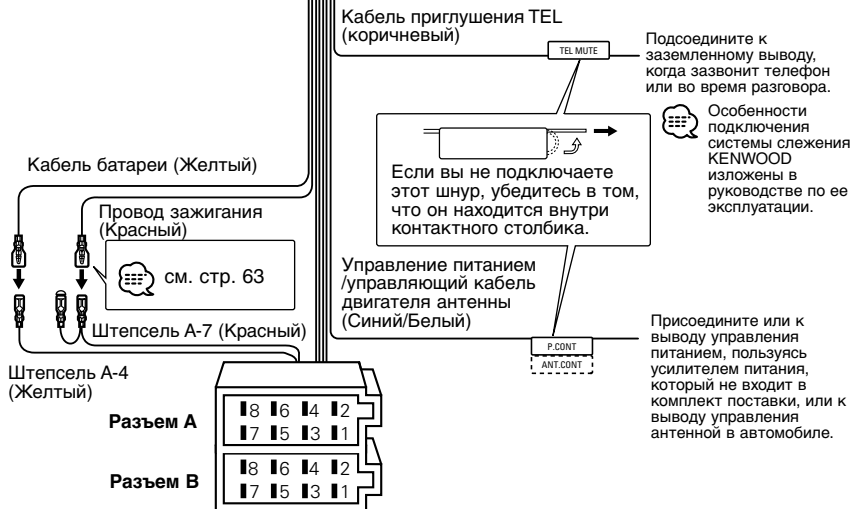 Кабель приглушения TEL
(коричневый)
TEL MUTE
Подсоедините к
заземленному выводу,
когда зазвонит телефон
или во время разговора.
Особенности
подключения
системы слежения
KENWOOD
изложены в
руководстве по ее
эксплуатации.
Если вы не подключаете
этот шнур, убедитесь в том,
что он находится внутри
контактного столбика.
Кабель батареи (Желтый)
Провод зажигания
(Красный)
см. стр. 63
Управление питанием
/управляющий кабель
двигателя антенны
(Синий/Белый)
P.CONT
ANT.CONT
Присоедините или к
выводу управления
питанием, пользуясь
усилителем питания,
который не входит в
комплект поставки, или к
выводу управления
антенной в автомобиле.
Штепсель A-7 (Красный)
Штепсель A-4
(Желтый)
Разъем A
8 6 4 2
7 5 3 1
Разъем B
8 6 4 2
7 5 3 1